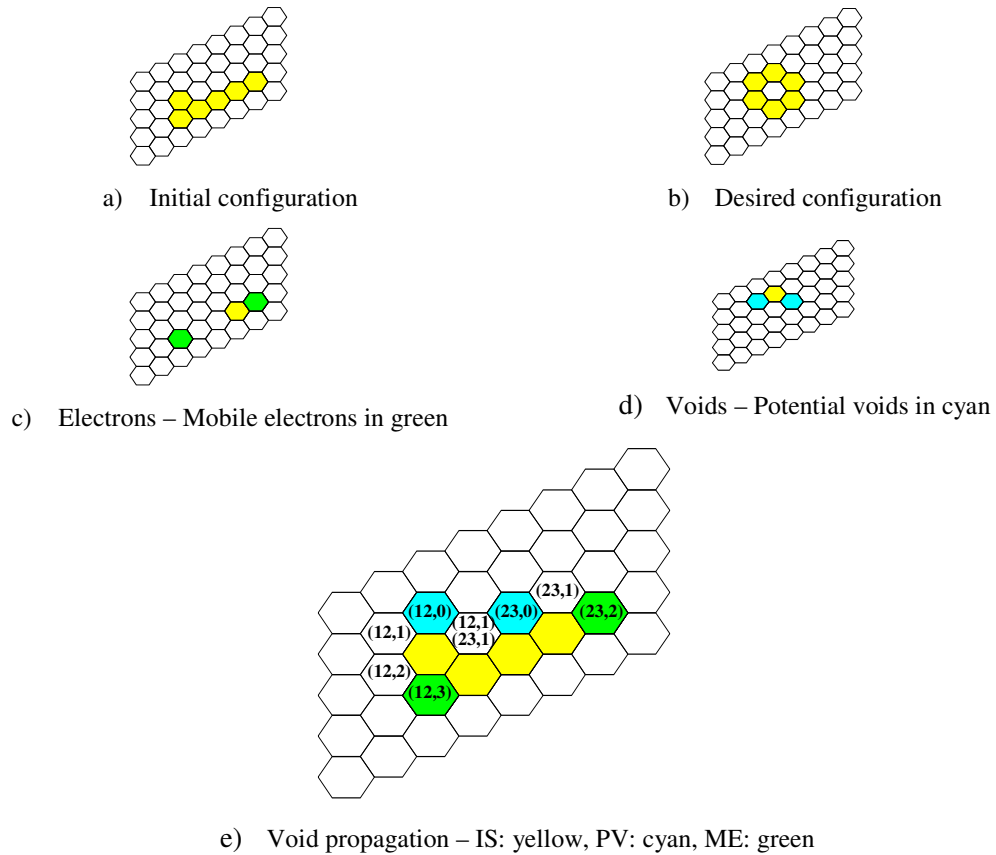 a) Initial configuration
b) Desired configuration
c) Electrons – Mobile electrons in green
d) Voids – Potential voids in cyan
(23,1)
(12,0)
(12,1)
(23,0)
(23,2)
(12,1)
(23,1)
(12,2)
(12,3)
e) Void propagation – IS: yellow, PV: cyan, ME: green